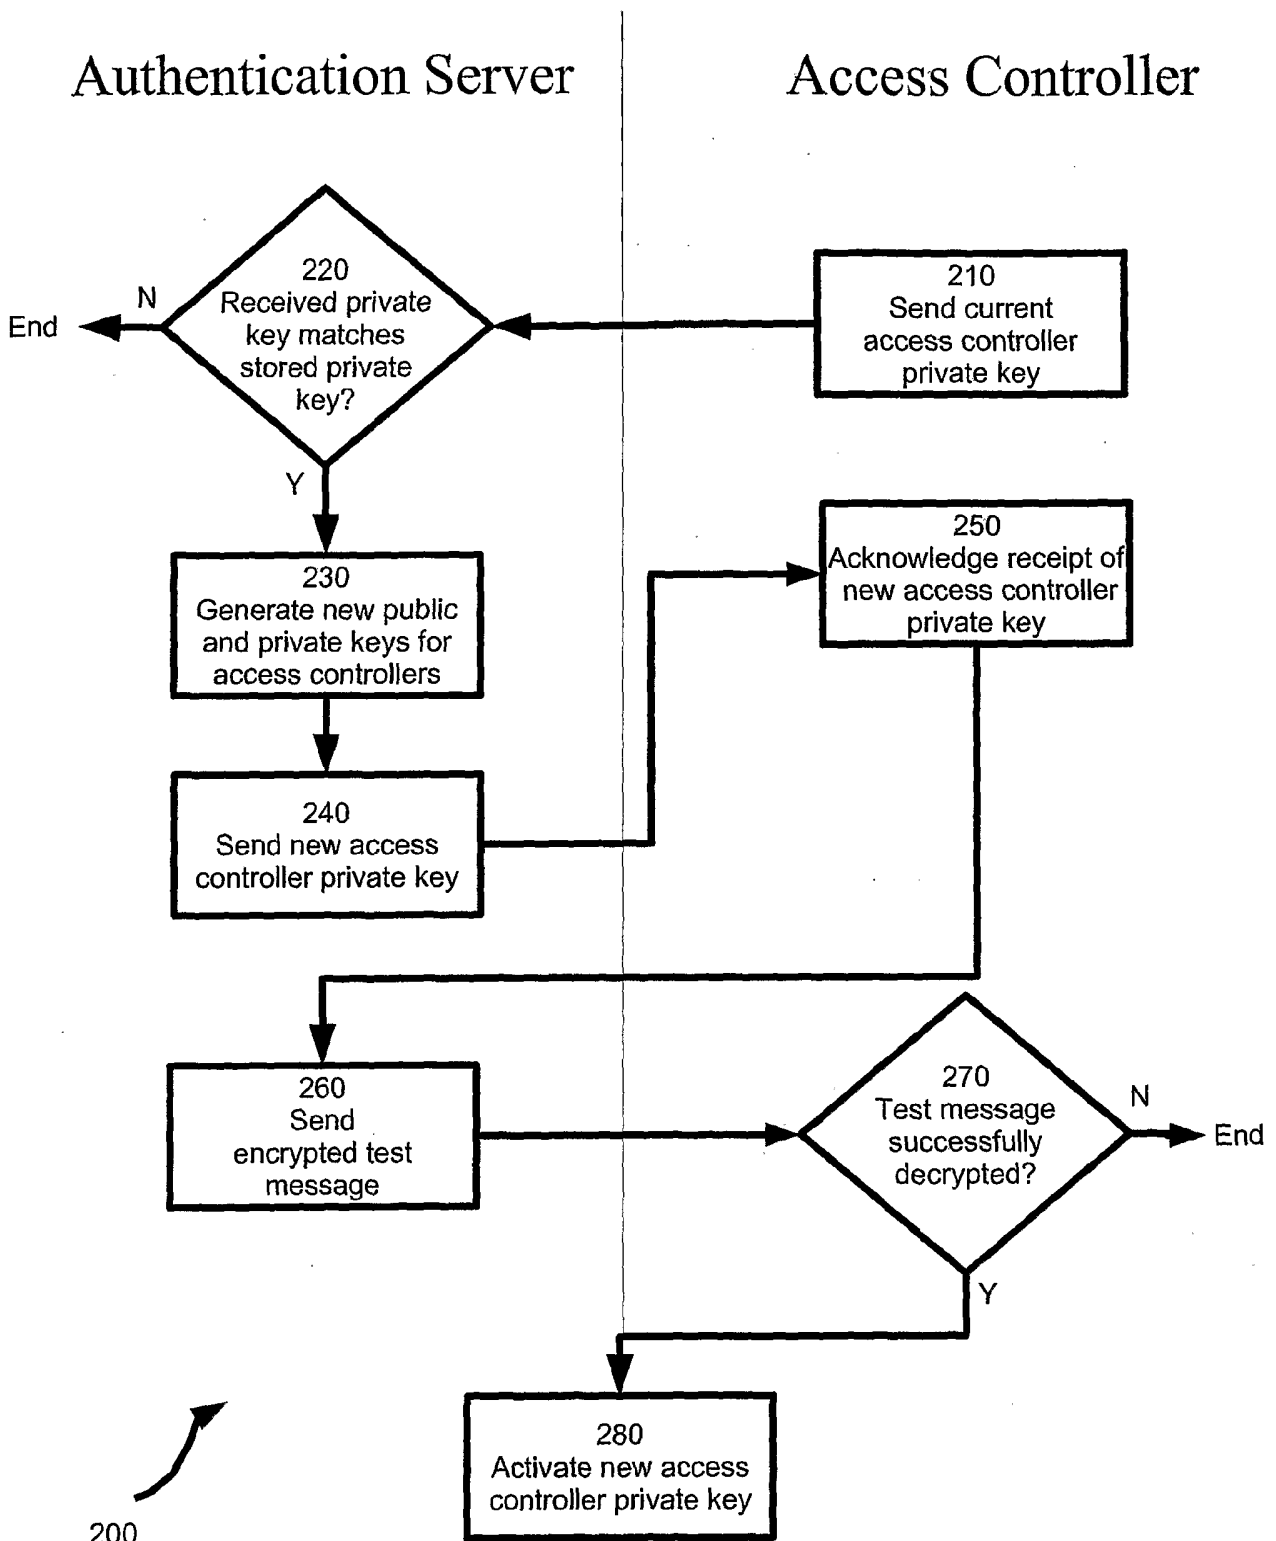 Authentication Server
Access Controller
220
Received private
key matches
stored private
key?
N
End
Y
210
Send current
access controller
private key
230
Generate new public
and private keys for
access controllers
250
Acknowledge receipt of
new access controller
private key
240
Send new access
controller private key
260
Send
encrypted test
message
270
Test message
successfully
decrypted?
N
End
Y
280
Activate new access
controller private key
200